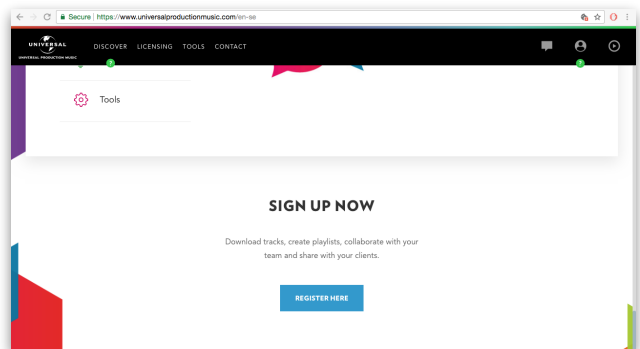 Secure | https://www.universalproductionmusic.com/en-se
UNIVERSAL
UNIVERSAL PRODUCTION MUSIC
DISCOVER LICENSING TOOLS CONTACT
?
?
Tools
SIGN UP NOW
Download tracks, create playlists, collaborate with your
team and share with your clients.
REGISTER HERE